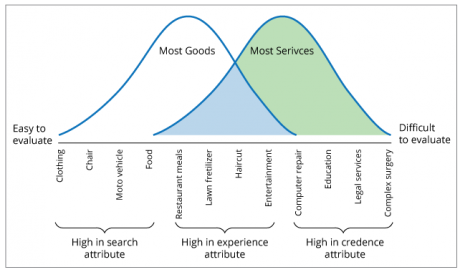 Most Goods
Most Serivces
Easy to
evaluate
Difficult
to evaluate
Clothing
Chair
Moto vehicle
Food
Restaurant meals
Lawn fretilizer
Haircut
Entertainment
Computer repair
Education
Legal services
Complex surgery
High in search
attribute
High in experience
attribute
High in credence
attribute